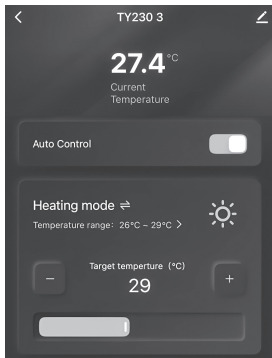 TY230 3
27.4°C
Current
Temperature
Auto Control
Heating mode ⇌
Temperature range: 26°C ~ 29°C >
Target temperture (°C)
− 29 +